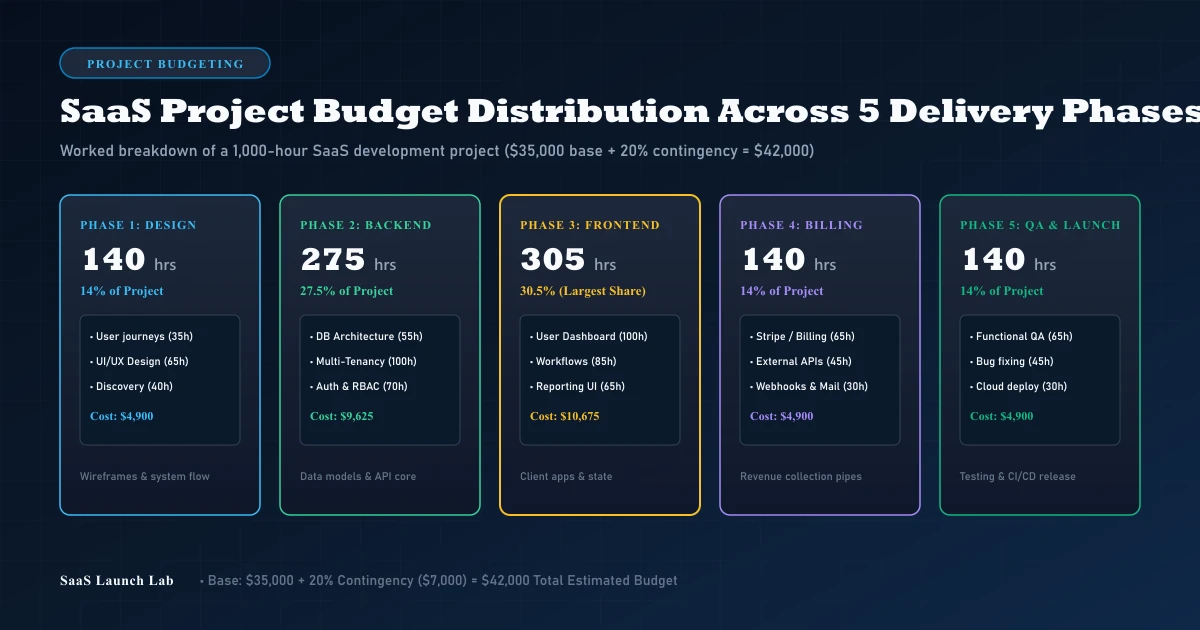 PROJECT BUDGETING
SaaS Project Budget Distribution Across 5 Delivery Phases
Worked breakdown of a 1,000-hour SaaS development project ($35,000 base + 20% contingency = $42,000)
PHASE 1: DESIGN
140 hrs
14% of Project
• User journeys (35h)
• UI/UX Design (65h)
• Discovery (40h)
Cost: $4,900
Wireframes & system flow
PHASE 2: BACKEND
275 hrs
27.5% of Project
• DB Architecture (55h)
• Multi-Tenancy (100h)
• Auth & RBAC (70h)
Cost: $9,625
Data models & API core
PHASE 3: FRONTEND
305 hrs
30.5% (Largest Share)
• User Dashboard (100h)
• Workflows (85h)
• Reporting UI (65h)
Cost: $10,675
Client apps & state
PHASE 4: BILLING
140 hrs
14% of Project
• Stripe / Billing (65h)
• External APIs (45h)
• Webhooks & Mail (30h)
Cost: $4,900
Revenue collection pipes
PHASE 5: QA & LAUNCH
140 hrs
14% of Project
• Functional QA (65h)
• Bug fixing (45h)
• Cloud deploy (30h)
Cost: $4,900
Testing & CI/CD release
SaaS Launch Lab • Base: $35,000 + 20% Contingency ($7,000) = $42,000 Total Estimated Budget